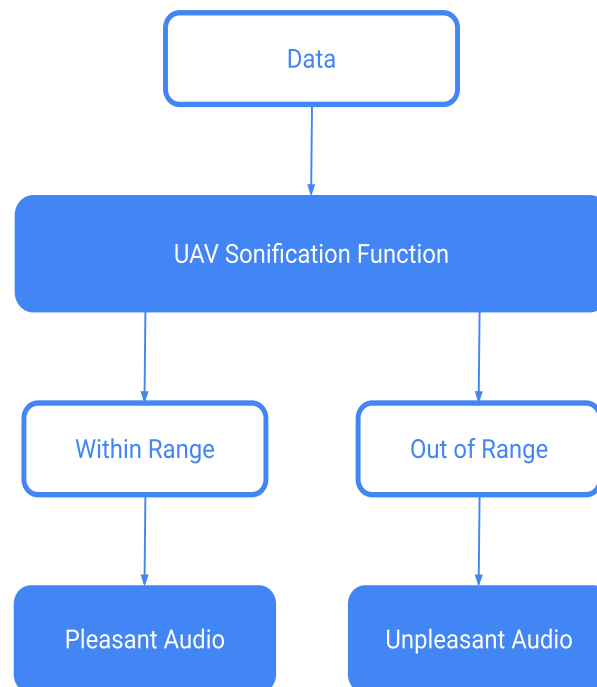 Data
UAV Sonification Function
Within Range
Out of Range
Pleasant Audio
Unpleasant Audio